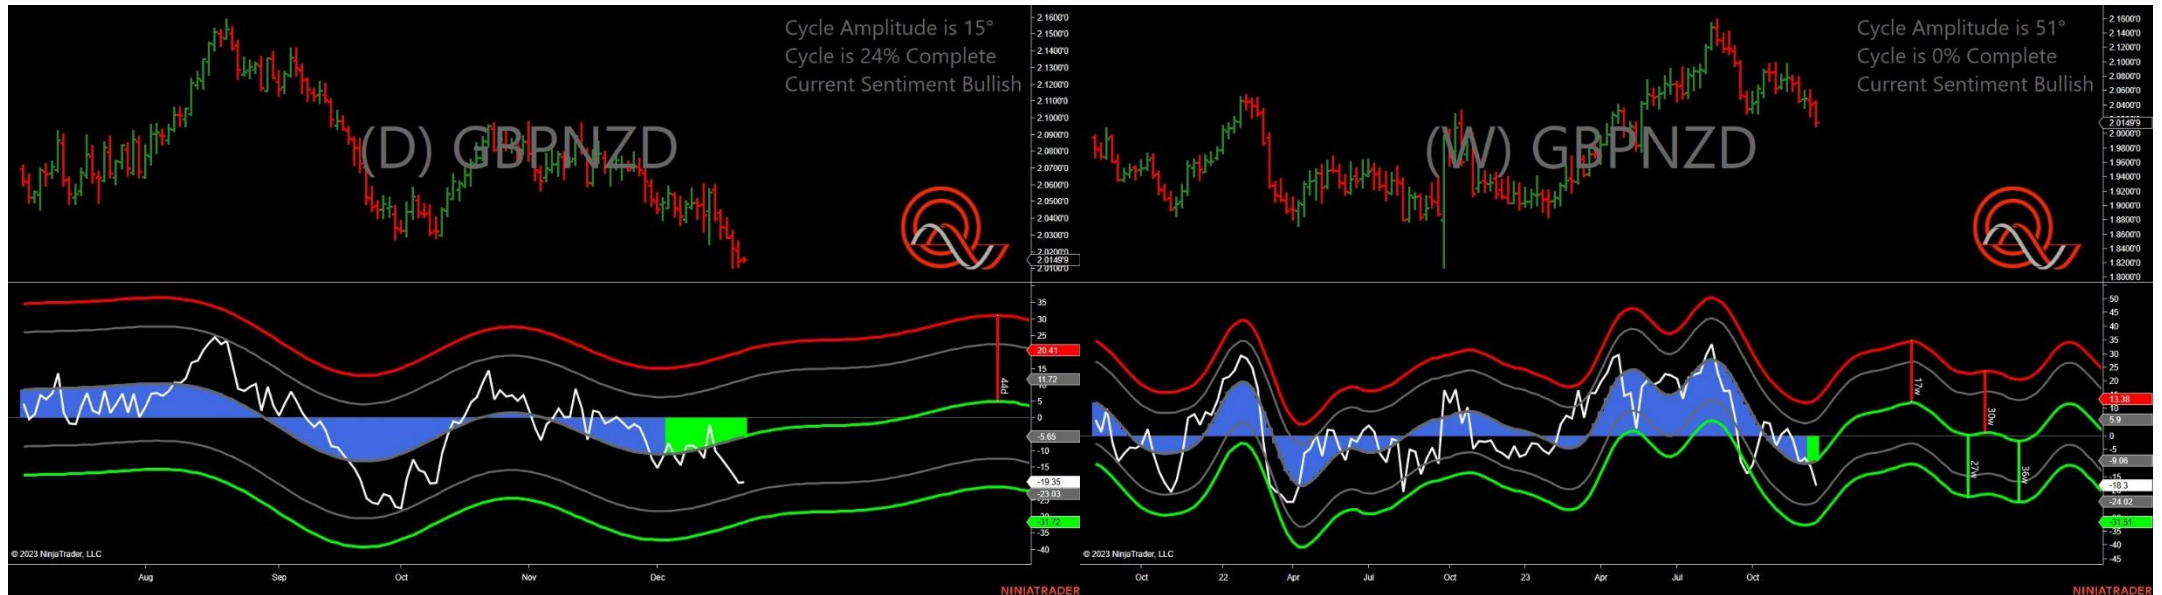 Cycle Amplitude is 15°
Cycle is 24% Complete
Current Sentiment Bullish
(D) GBPNZD
2.1600'0
2.1500'0
2.1400'0
2.1300'0
2.1200'0
2.1100'0
2.1000'0
2.0900'0
2.0800'0
2.0700'0
2.0600'0
2.0500'0
2.0400'0
2.0300'0
2.0200'0
2.0149'9
2.0100'0
35
30
25
20.41
15
11.72
5
0
-5.65
-10
-15
-19.35
-23.03
-31.72
-35
-40
44d
© 2023 NinjaTrader, LLC
Aug
Sep
Oct
Nov
Dec
NINJATRADER
Cycle Amplitude is 51°
Cycle is 0% Complete
Current Sentiment Bullish
(W) GBPNZD
2.1600'0
2.1400'0
2.1200'0
2.1000'0
2.0800'0
2.0600'0
2.0400'0
2.0149'9
2.0000'0
1.9800'0
1.9600'0
1.9400'0
1.9200'0
1.9000'0
1.8800'0
1.8600'0
1.8400'0
1.8200'0
1.8000'0
50
45
40
35
30
25
20
13.38
10
5.9
0
-5
-9.06
-15
-18.3
-24.02
-31.51
-35
-40
-45
17w
30w
27w
36w
© 2023 NinjaTrader, LLC
Oct
22
Apr
Jul
Oct
23
Apr
Jul
Oct
NINJATRADER